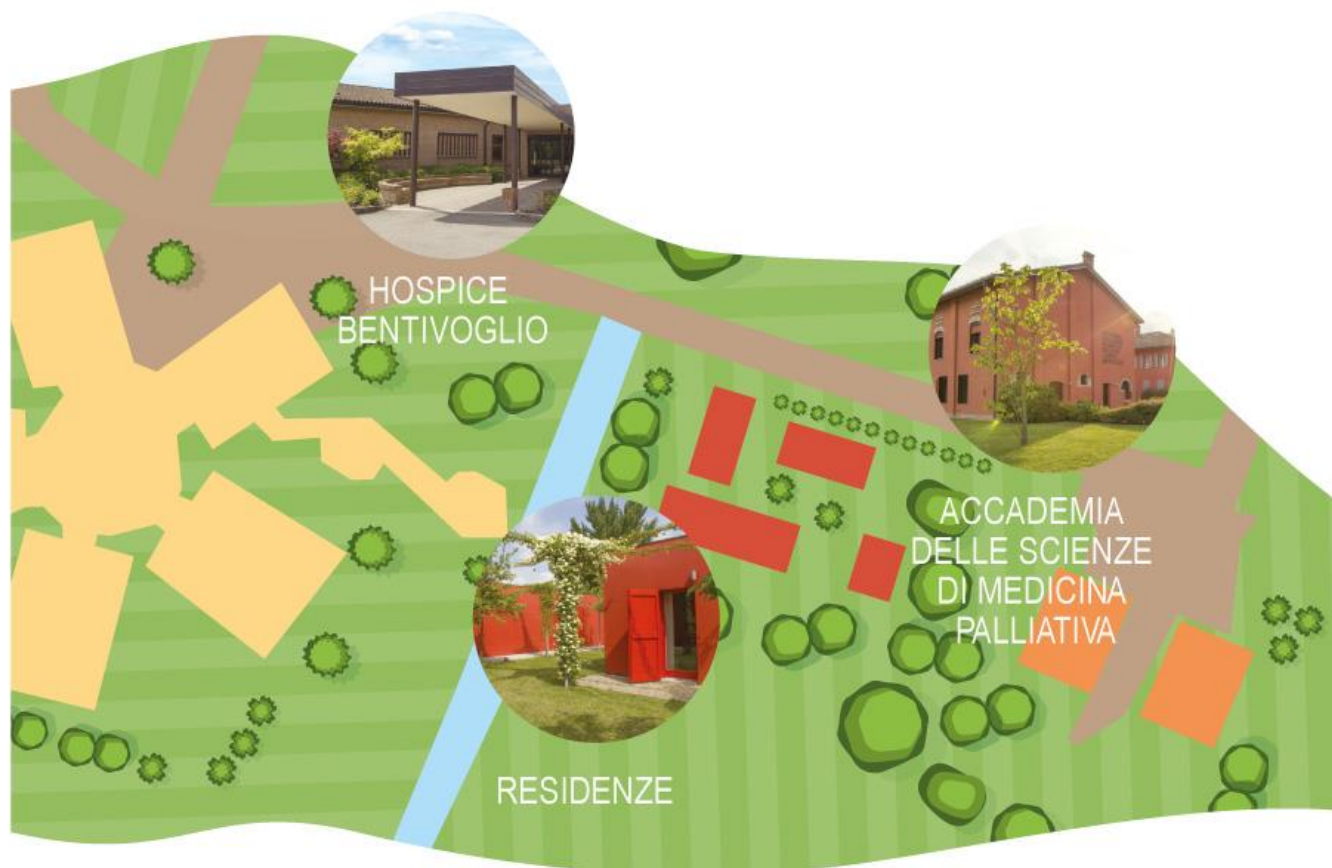 HOSPICE
BENTIVOGLIO
ACCADEMIA
DELLE SCIENZE
DI MEDICINA
PALLIATIVA
RESIDENZE